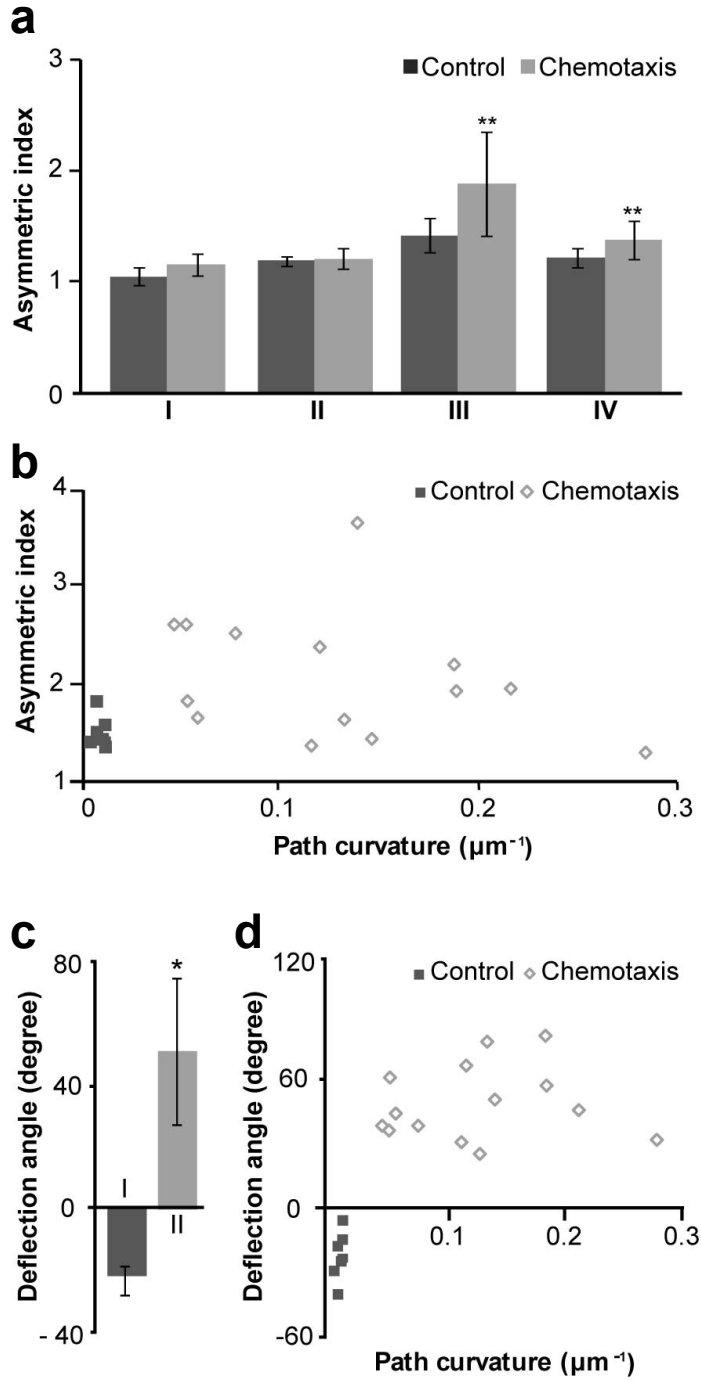 a
3
Control Chemotaxis
**
2
**
1
0
Asymmetric index
I II III IV
b
4
Control Chemotaxis
3
2
1
Asymmetric index
0 0.1 0.2 0.3
Path curvature (µm⁻¹)
c
80
*
40
I
0
II
- 40
Deflection angle (degree)
d
120
Control Chemotaxis
60
0
0.1 0.2 0.3
-60
Deflection angle (degree)
Path curvature (µm⁻¹)